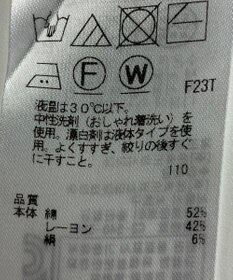 F
W
F23T
液温は30℃以下。
中性洗剤(おしゃれ着洗い)を
使用。漂白剤は液体タイプを使
用。よくすすぎ、絞りの後すぐ
に干すこと。
110
品質
本体 綿 52%
レーヨン 42%
絹 6%